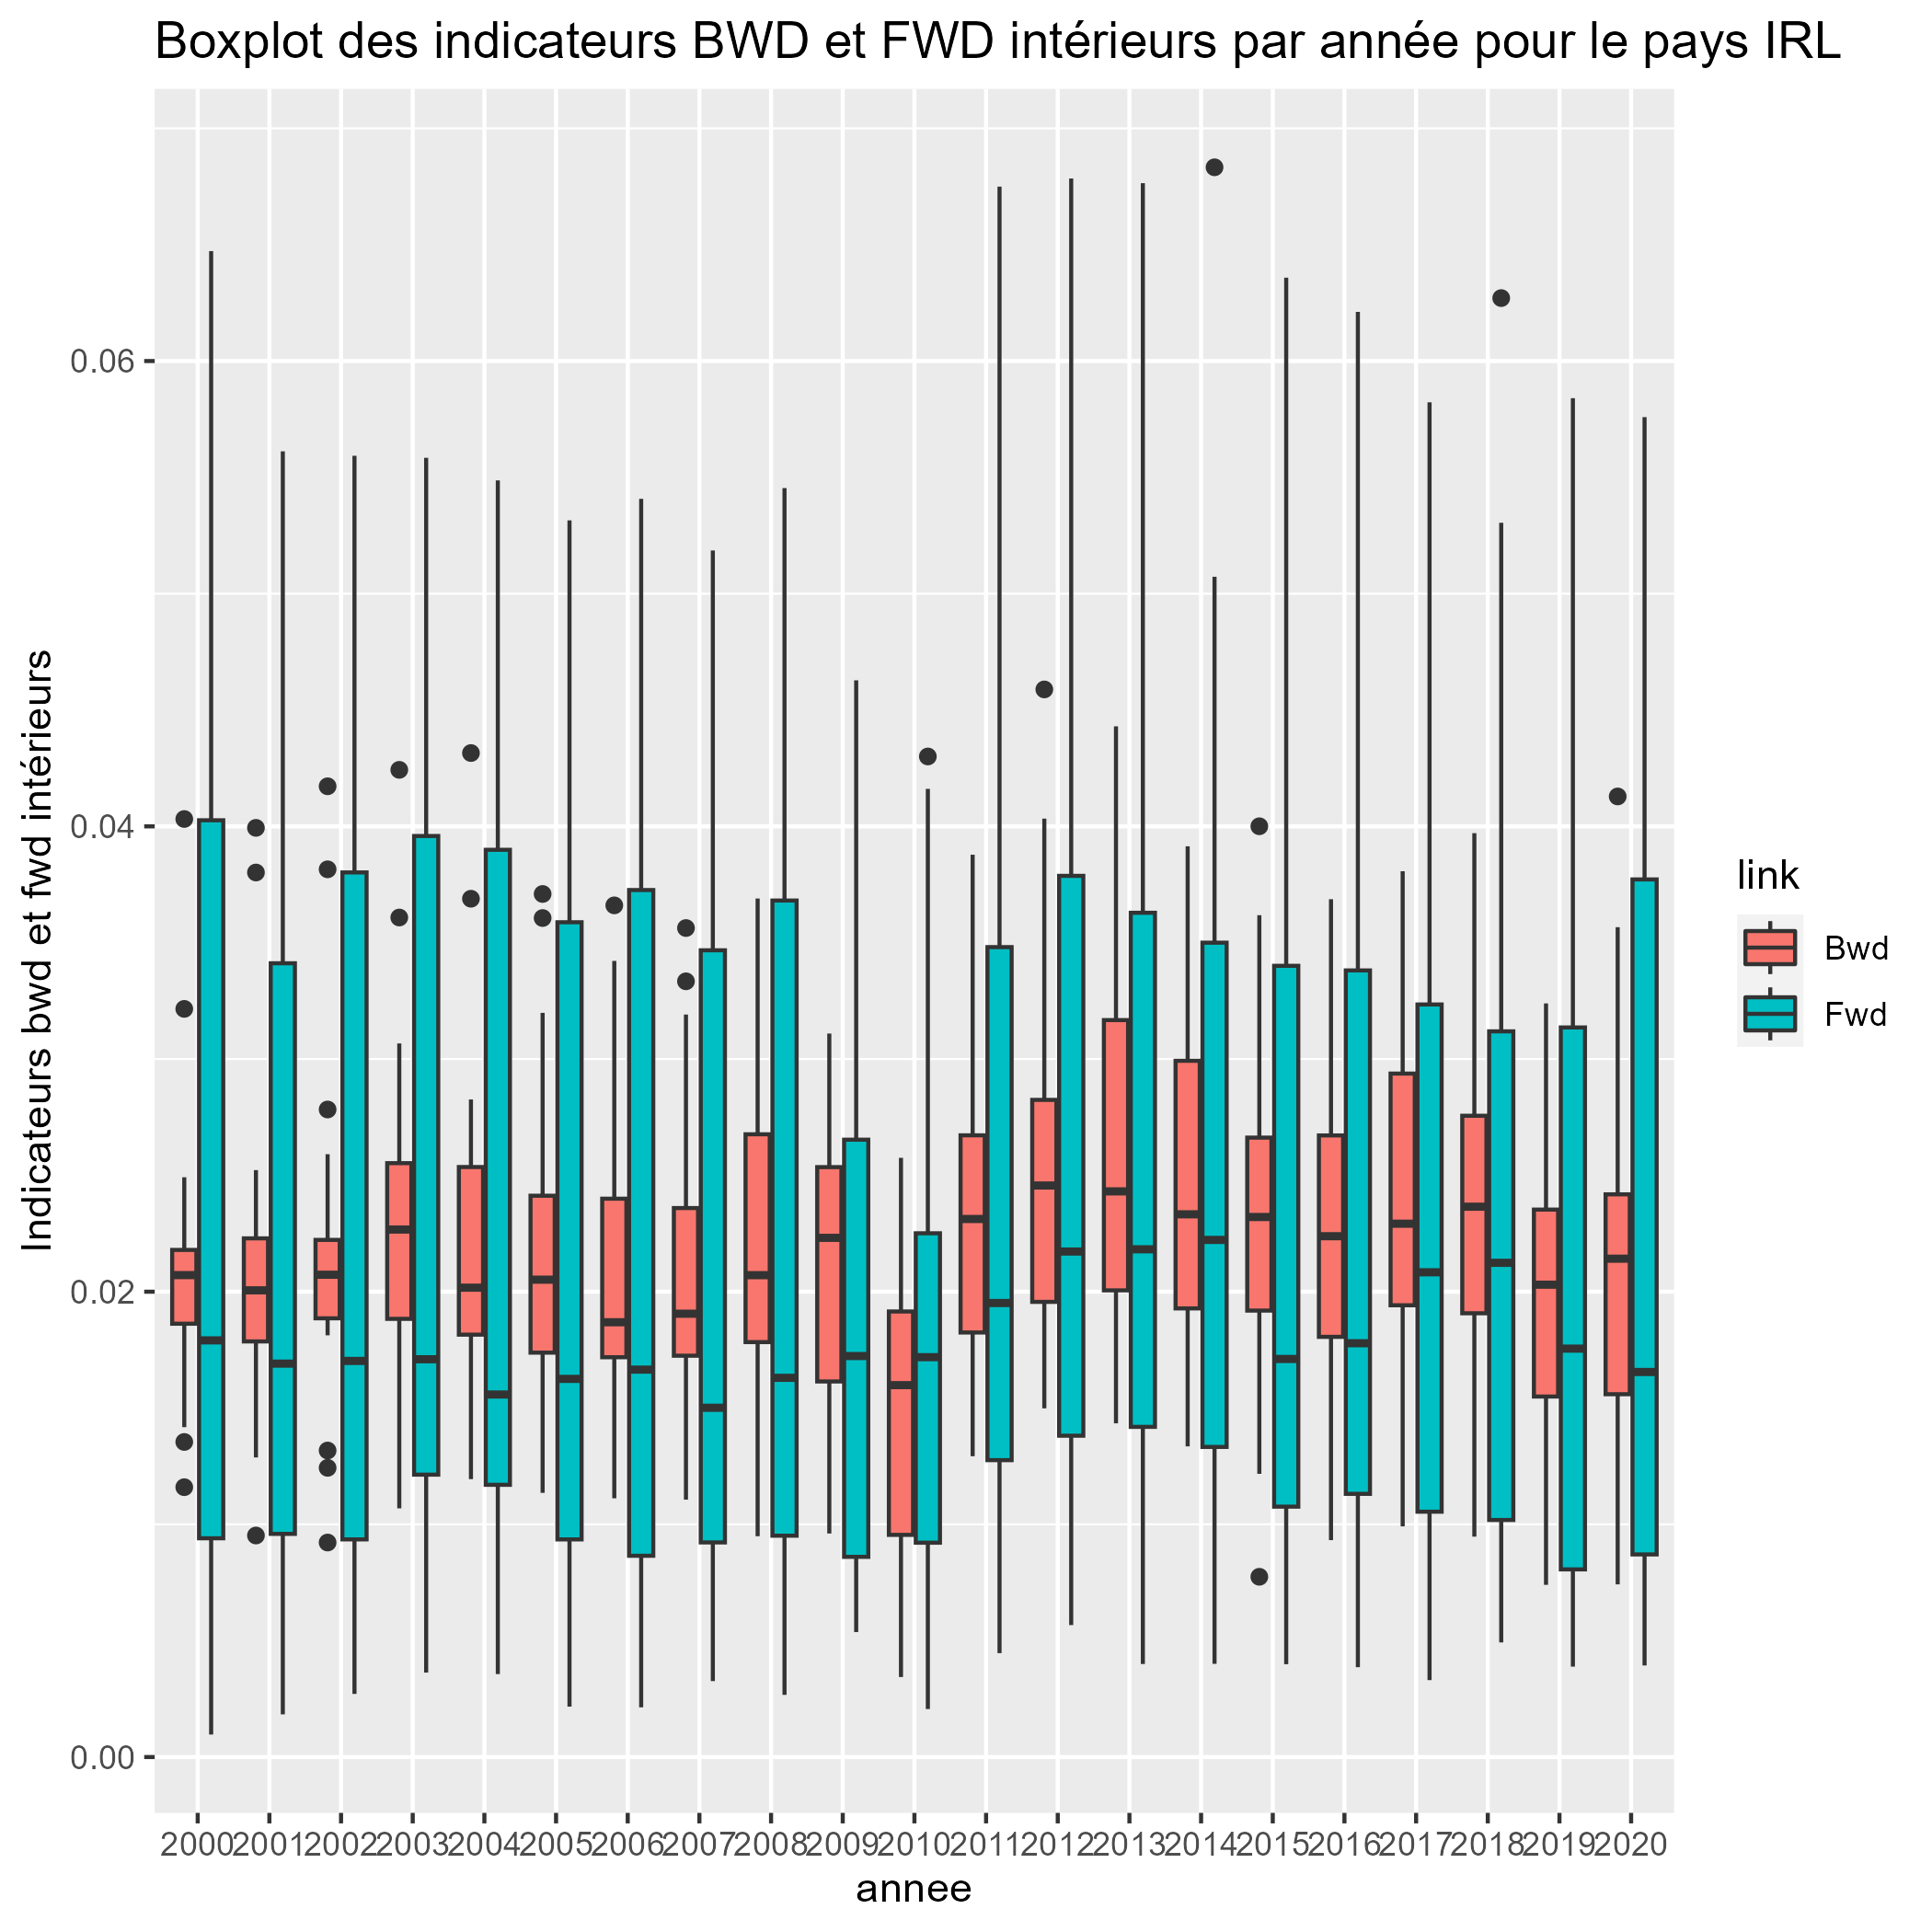 Boxplot des indicateurs BWD et FWD intérieurs par année pour le pays IRL
Indicateurs bwd et fwd intérieurs
0.06
0.04
0.02
0.00
2000 2001 2002 2003 2004 2005 2006 2007 2008 2009 2010 2011 2012 2013 2014 2015 2016 2017 2018 2019 2020
annee
link
Bwd
Fwd